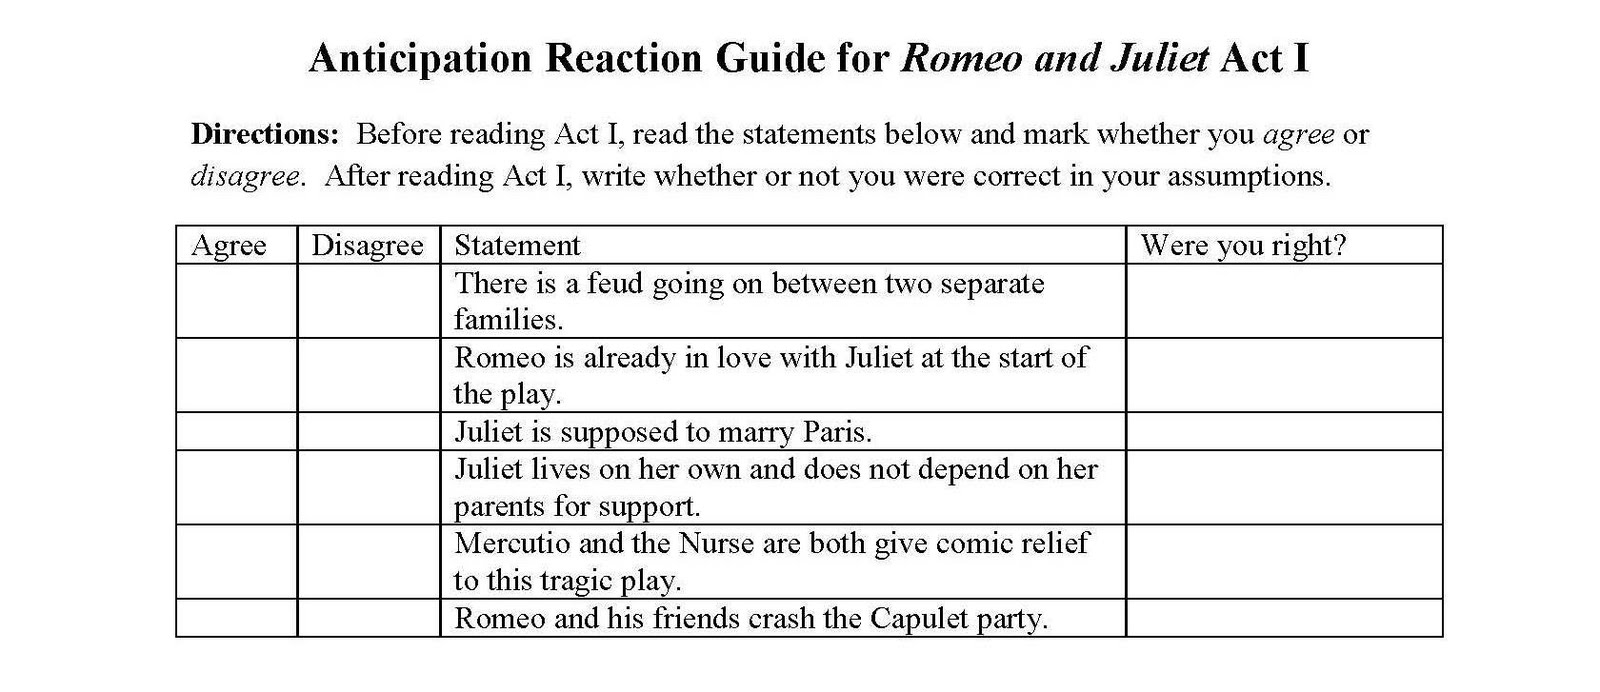 Anticipation Reaction Guide for Romeo and Juliet Act I
Directions: Before reading Act I, read the statements below and mark whether you agree or
disagree. After reading Act I, write whether or not you were correct in your assumptions.
Agree Disagree Statement Were you right?
There is a feud going on between two separate
families.
Romeo is already in love with Juliet at the start of
the play.
Juliet is supposed to marry Paris.
Juliet lives on her own and does not depend on her
parents for support.
Mercutio and the Nurse are both give comic relief
to this tragic play.
Romeo and his friends crash the Capulet party.